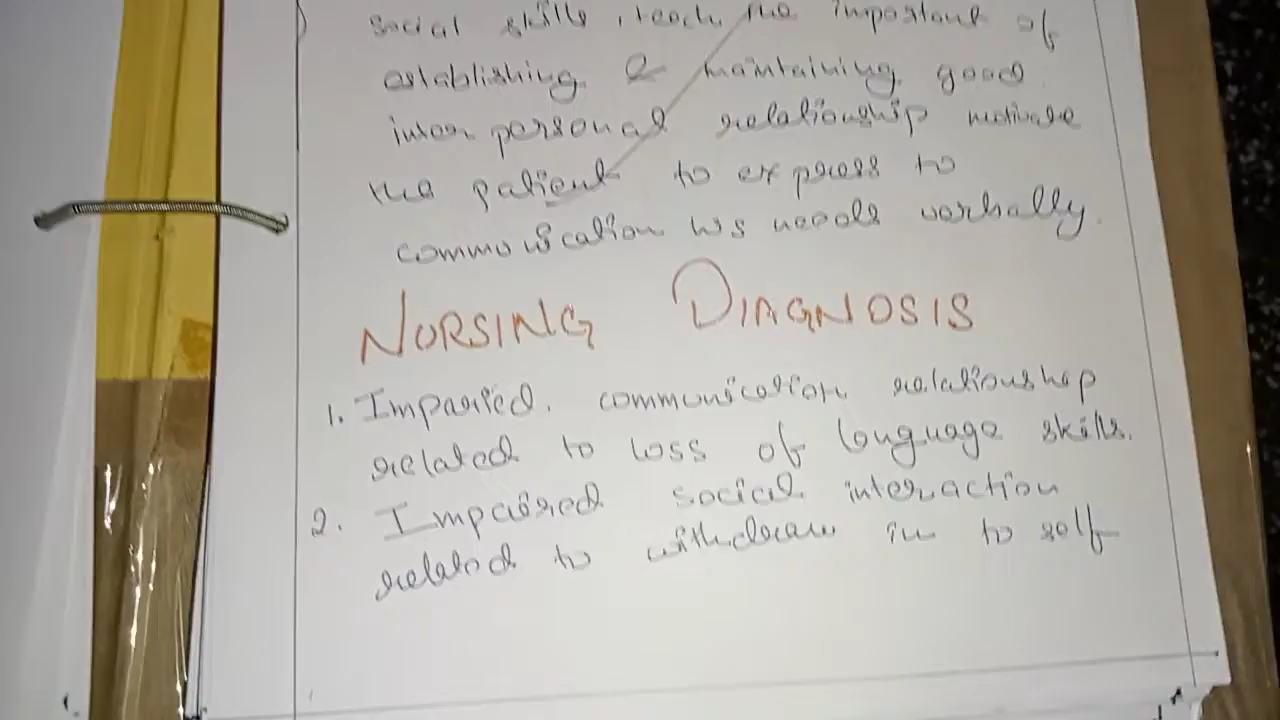 social skills, teach the important of
establishing & maintaining good
inter personal relationship motivate
the patient to express to
communication his needs verbally.
NURSING DIAGNOSIS
1. Imparied communication relationship
related to loss of language skills.
2. Impaired social interaction
related to withdraw in to self